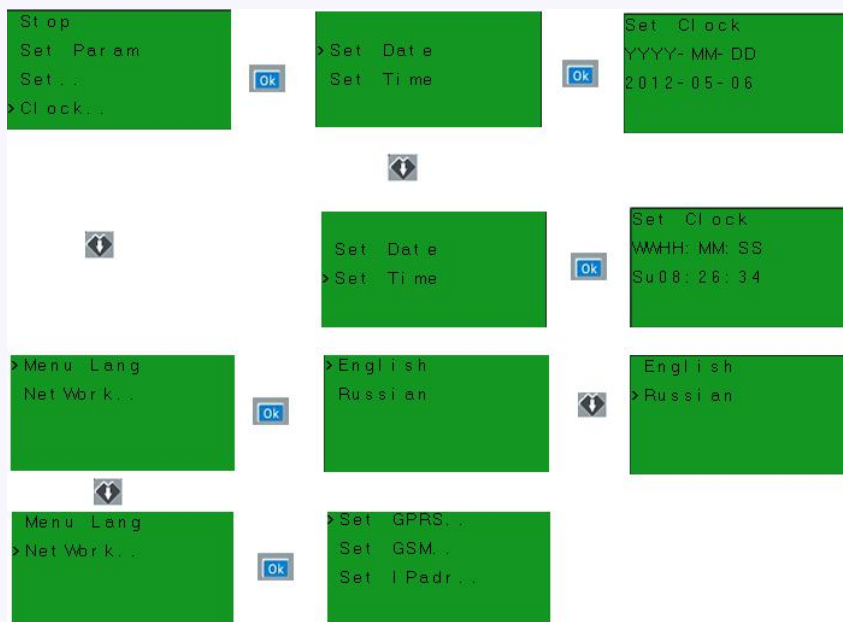 Stop
Set Param
Set..
>Clock..
Ok
>Set Date
Set Time
Ok
Set Clock
YYYY-MM-DD
2012-05-06
Set Date
>Set Time
Ok
Set Clock
WWHH:MM:SS
Su08:26:34
>Menu Lang
NetWork..
Ok
>English
Russian
English
>Russian
Menu Lang
>NetWork..
Ok
>Set GPRS..
Set GSM..
Set IPadr..